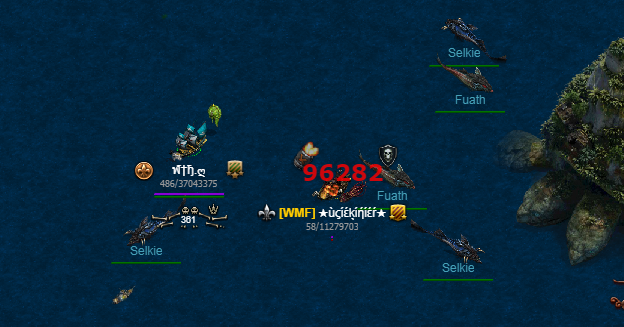 Selkie
Fuath
96282
486/37043375
Fuath
361
[WMF]
58/11279703
Selkie
Selkie